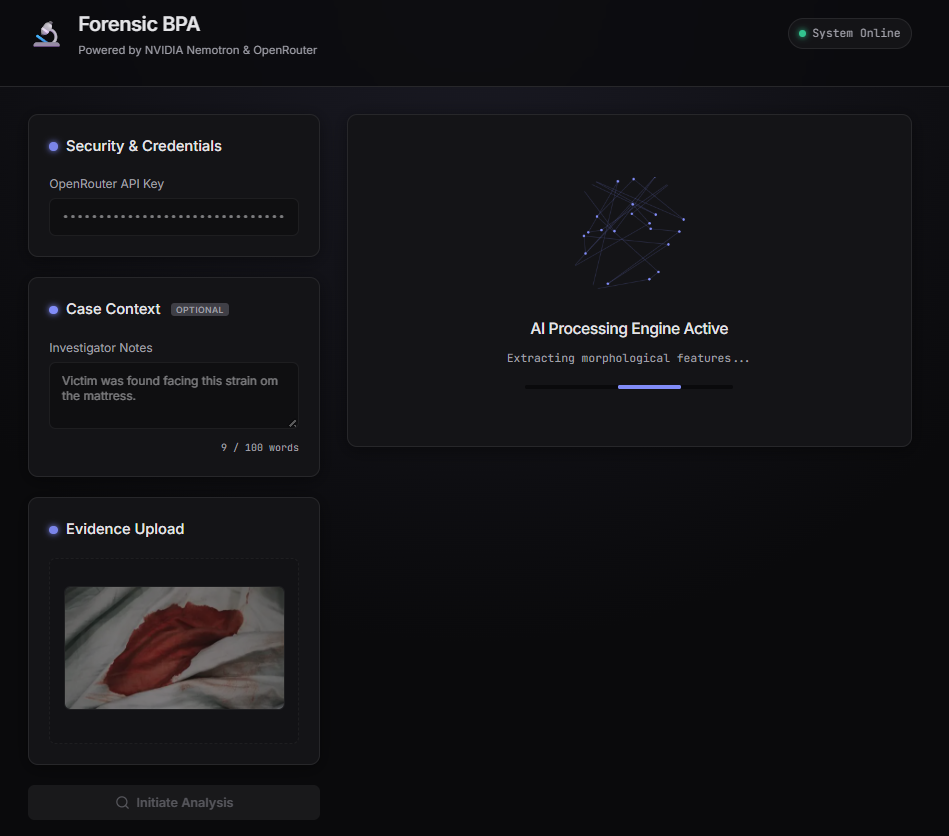 Forensic BPA
Powered by NVIDIA Nemotron & OpenRouter
System Online
Security & Credentials
OpenRouter API Key
••••••••••••••••••••••••••••••••
Case Context OPTIONAL
Investigator Notes
Victim was found facing this strain om
the mattress.
9 / 100 words
Evidence Upload
Initiate Analysis
AI Processing Engine Active
Extracting morphological features...